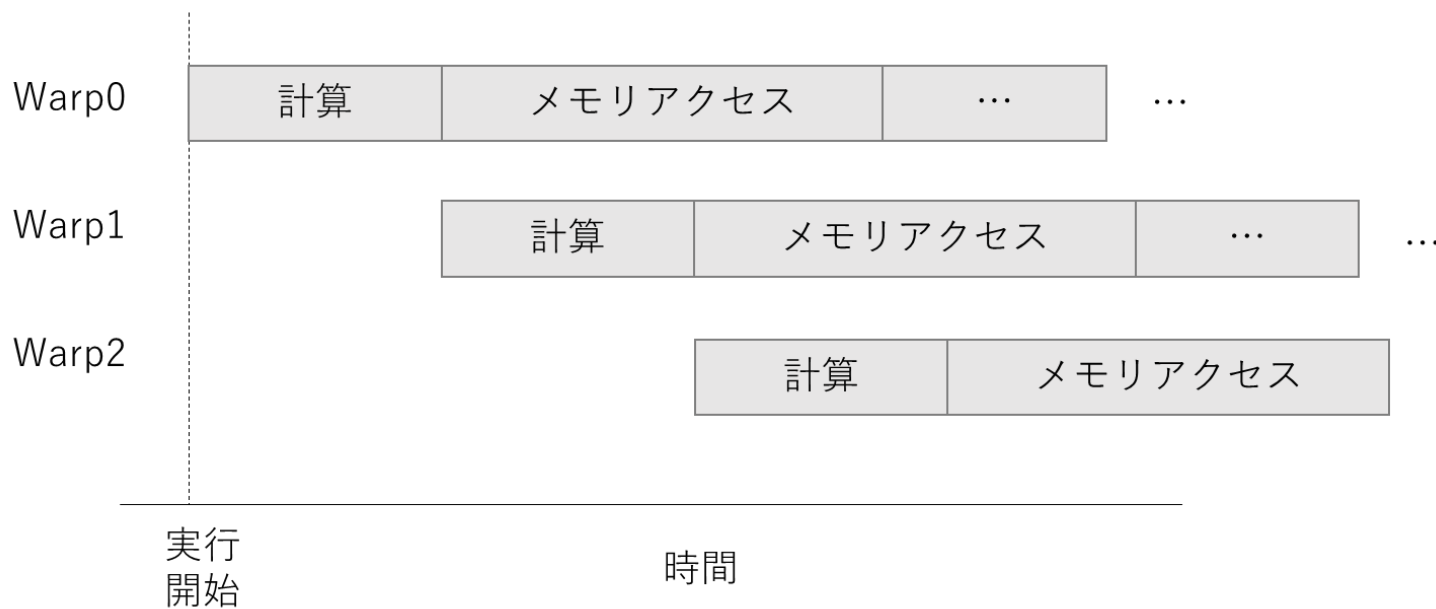 Warp0 計算 メモリアクセス … …
Warp1 計算 メモリアクセス … …
Warp2 計算 メモリアクセス
実行
開始
時間